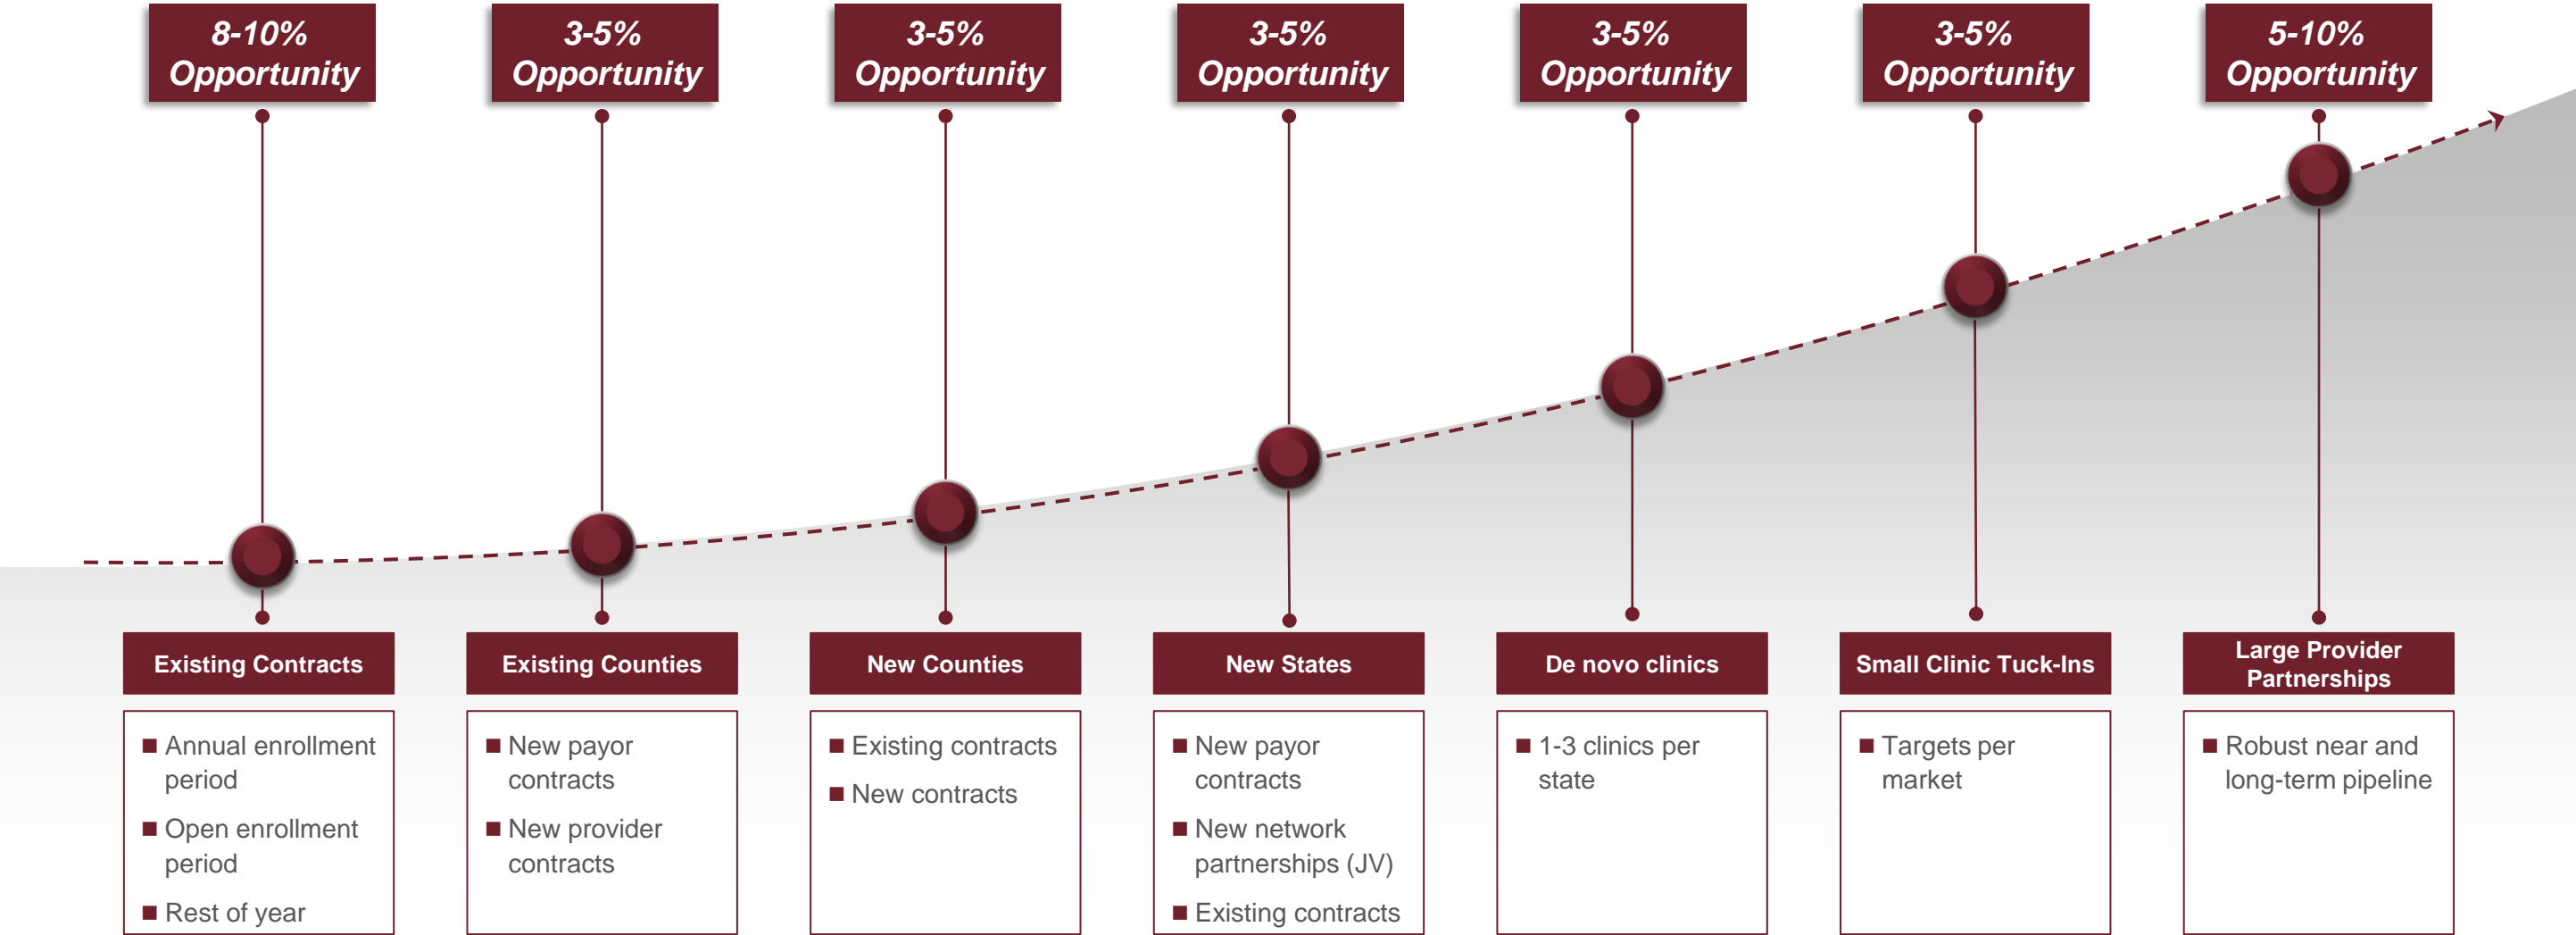 8-10%
Opportunity
3-5%
Opportunity
3-5%
Opportunity
3-5%
Opportunity
3-5%
Opportunity
3-5%
Opportunity
5-10%
Opportunity
Existing Contracts
Annual enrollment
period
Open enrollment
period
Rest of year
Existing Counties
New payor
contracts
New provider
contracts
New Counties
Existing contracts
New contracts
New States
New payor
contracts
New network
partnerships (JV)
Existing contracts
De novo clinics
1-3 clinics per
state
Small Clinic Tuck-Ins
Targets per
market
Large Provider
Partnerships
Robust near and
long-term pipeline